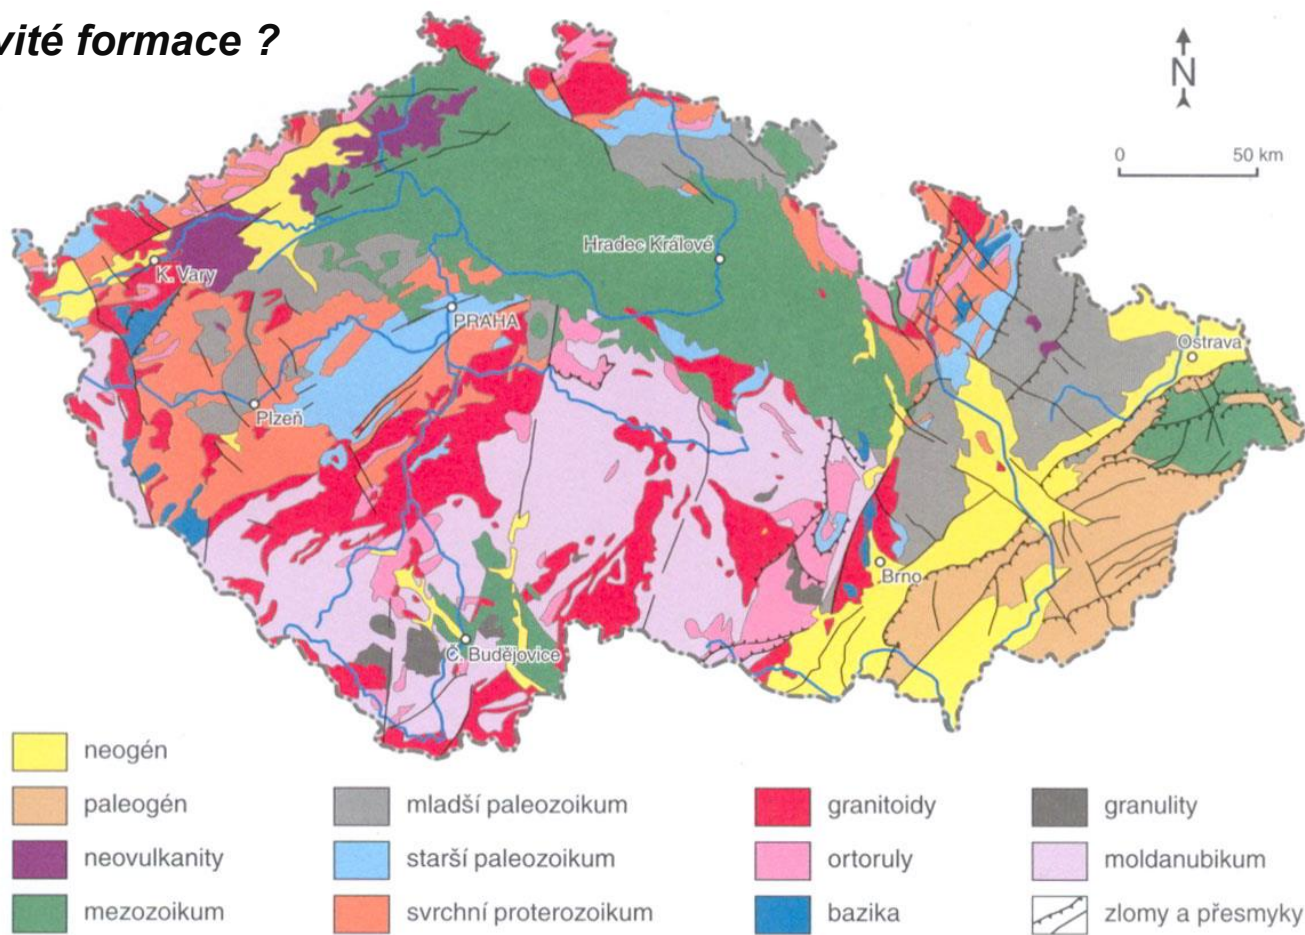 vité formace ?
N
0 50 km
Hradec Králové
K. Vary
PRAHA
Ostrava
Plzeň
Brno
Č. Budějovice
neogén
paleogén
mladší paleozoikum
granitoidy
granulity
neovulkanity
starší paleozoikum
ortoruly
moldanubikum
mezozoikum
svrchní proterozoikum
bazika
zlomy a přesmyky